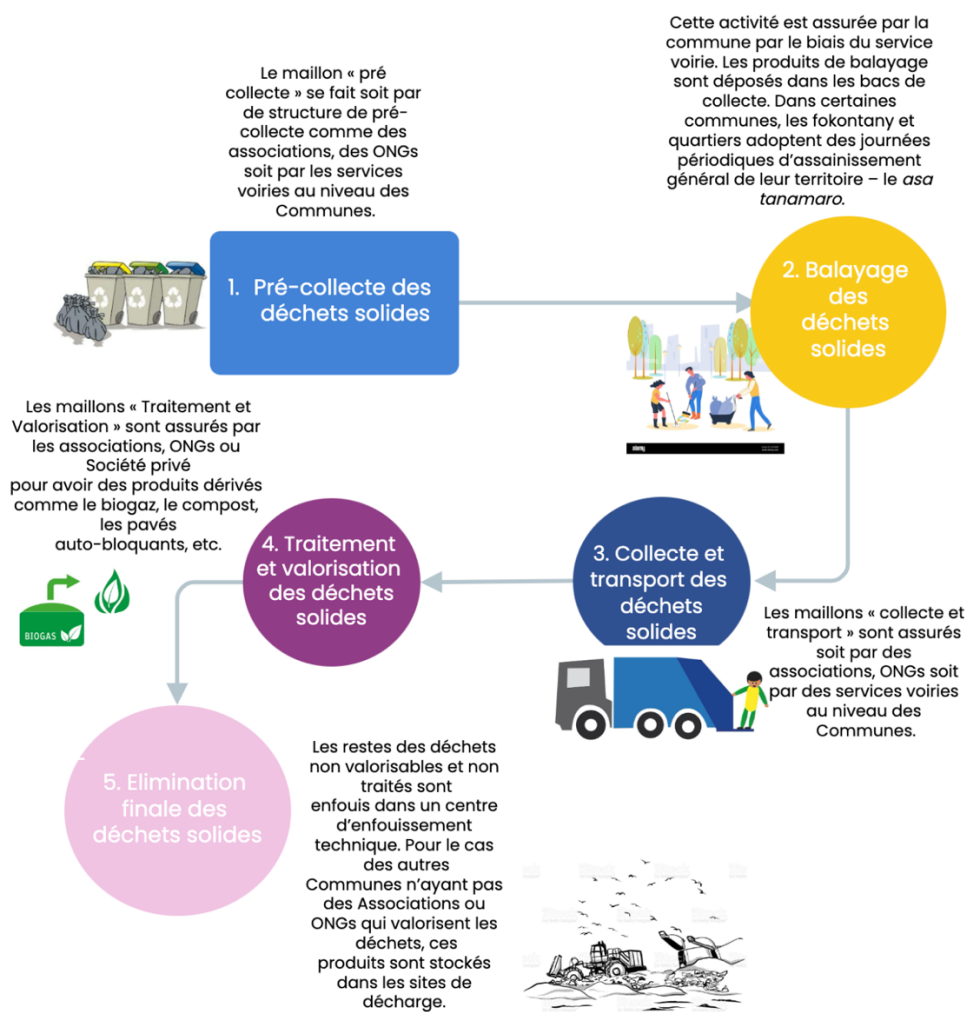 Le maillon « pré
collecte » se fait soit par
de structure de pré-
collecte comme des
associations, des ONGs
soit par les services
voiries au niveau des
Communes.
1. Pré-collecte des
déchets solides
Cette activité est assurée par la
commune par le biais du service
voirie. Les produits de balayage
sont déposés dans les bacs de
collecte. Dans certaines
communes, les fokontany et
quartiers adoptent des journées
périodiques d’assainissement
général de leur territoire – le asa
tanamaro.
2. Balayage
des
déchets
solides
Les maillons « collecte et
transport » sont assurés
soit par des
associations, ONGs soit
par des services voiries
au niveau des
Communes.
3. Collecte et
transport des
déchets
solides
Les maillons « Traitement et
Valorisation » sont assurés par
les associations, ONGs ou
Société privé
pour avoir des produits dérivés
comme le biogaz, le compost,
les pavés
auto-bloquants, etc.
BIOGAS
4. Traitement
et valorisation
des déchets
solides
5. Elimination
finale des
déchets solides
Les restes des déchets
non valorisables et non
traités sont
enfouis dans un centre
d’enfouissement
technique. Pour le cas
des autres
Communes n’ayant pas
des Associations ou
ONGs qui valorisent les
déchets, ces
produits sont stockés
dans les sites de
décharge.